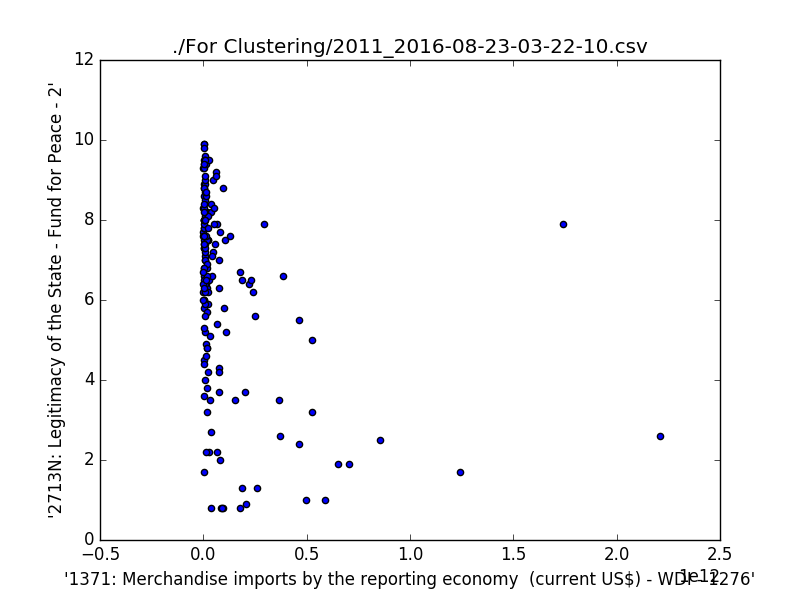 ./For Clustering/2011_2016-08-23-03-22-10.csv
12
10
8
6
4
2
0
'2713N: Legitimacy of the State - Fund for Peace - 2'
−0.5 0.0 0.5 1.0 1.5 2.0 2.5
1e12
'1371: Merchandise imports by the reporting economy (current US$) - WDI - 1276'